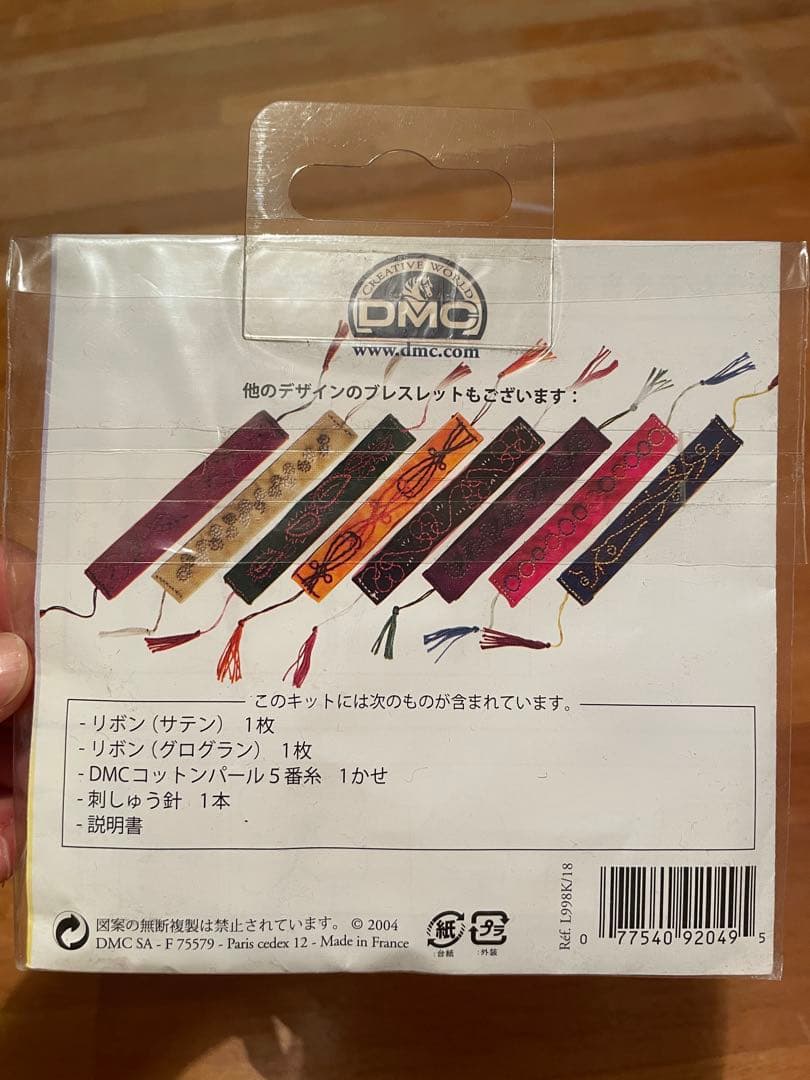 CREATIVE WORLD
DMC
www.dmc.com
他のデザインのブレスレットもございます：
このキットには次のものが含まれています。
- リボン（サテン） 1枚
- リボン（グログラン） 1枚
- DMCコットンパール５番糸 1かせ
- 刺しゅう針 1本
- 説明書
図案の無断複製は禁止されています。 © 2004
DMC SA - F 75579 - Paris cedex 12 - Made in France
紙
:台紙
プラ
:外装
Réf. L998K/18
0 77540 92049 5